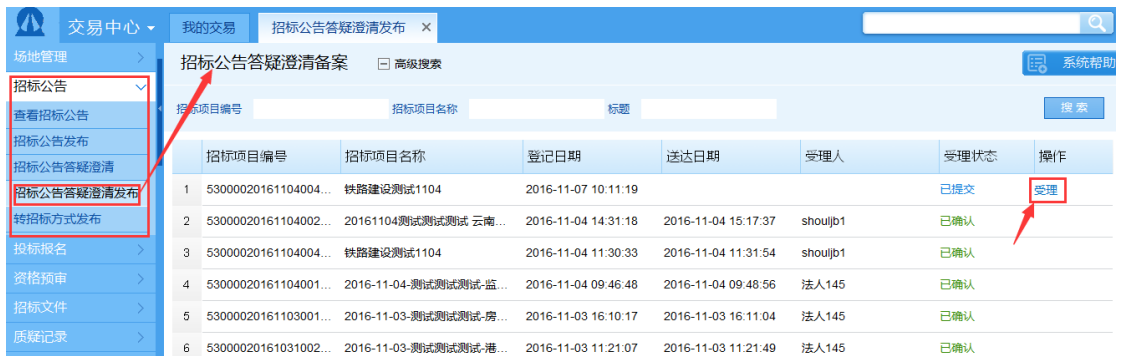 交易中心 我的交易 招标公告答疑澄清发布 ×
场地管理
招标公告
查看招标公告
招标公告发布
招标公告答疑澄清
招标公告答疑澄清发布
转招标方式发布
投标报名
资格预审
招标文件
质疑记录
招标公告答疑澄清备案 高级搜索 系统帮助
招标项目编号 招标项目名称 标题 搜索
招标项目编号 招标项目名称 登记日期 送达日期 受理人 受理状态 操作
1 53000020161104004... 铁路建设测试1104 2016-11-07 10:11:19 已提交 受理
2 53000020161104002... 20161104测试测试测试 云南... 2016-11-04 14:31:18 2016-11-04 15:17:37 shouljb1 已确认
3 53000020161104004... 铁路建设测试1104 2016-11-04 11:30:33 2016-11-04 11:31:54 shouljb1 已确认
4 53000020161104001... 2016-11-04-测试测试测试-监... 2016-11-04 09:46:48 2016-11-04 09:48:56 法人145 已确认
5 53000020161103001... 2016-11-03-测试测试测试-房... 2016-11-03 16:10:17 2016-11-03 16:11:04 法人145 已确认
6 53000020161031002... 2016-11-03-测试测试测试-港... 2016-11-03 11:21:07 2016-11-03 11:21:49 法人145 已确认